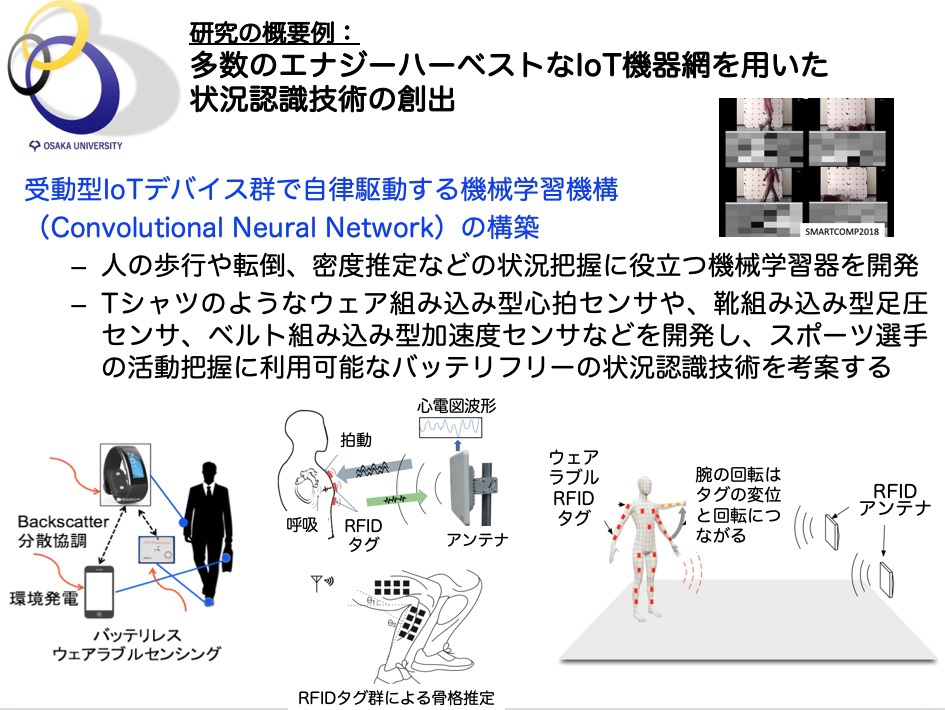 研究の概要例：
多数のエナジーハーベストなIoT機器網を用いた
状況認識技術の創出
OSAKA UNIVERSITY
SMARTCOMP2018
受動型IoTデバイス群で自律駆動する機械学習機構
（Convolutional Neural Network）の構築
– 人の歩行や転倒、密度推定などの状況把握に役立つ機械学習器を開発
– Tシャツのようなウェア組み込み型心拍センサや、靴組み込み型足圧
センサ、ベルト組み込み型加速度センサなどを開発し、スポーツ選手
の活動把握に利用可能なバッテリフリーの状況認識技術を考案する
Backscatter
分散協調
環境発電
バッテリレス
ウェアラブルセンシング
心電図波形
拍動
呼吸
RFID
タグ
アンテナ
θ1
θ2
RFIDタグ群による骨格推定
ウェア
ラブル
RFID
タグ
腕の回転は
タグの変位
と回転につ
ながる
RFID
アンテナ